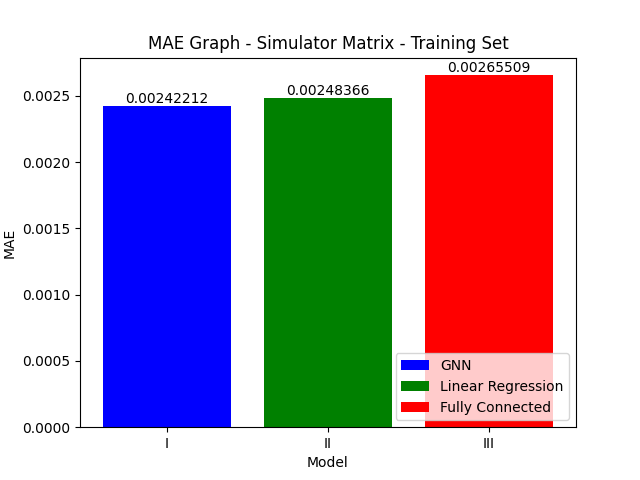 MAE Graph - Simulator Matrix - Training Set
0.00265509
0.00248366
0.00242212
0.0025
0.0020
0.0015
0.0010
0.0005
0.0000
MAE
GNN
Linear Regression
Fully Connected
I II III
Model